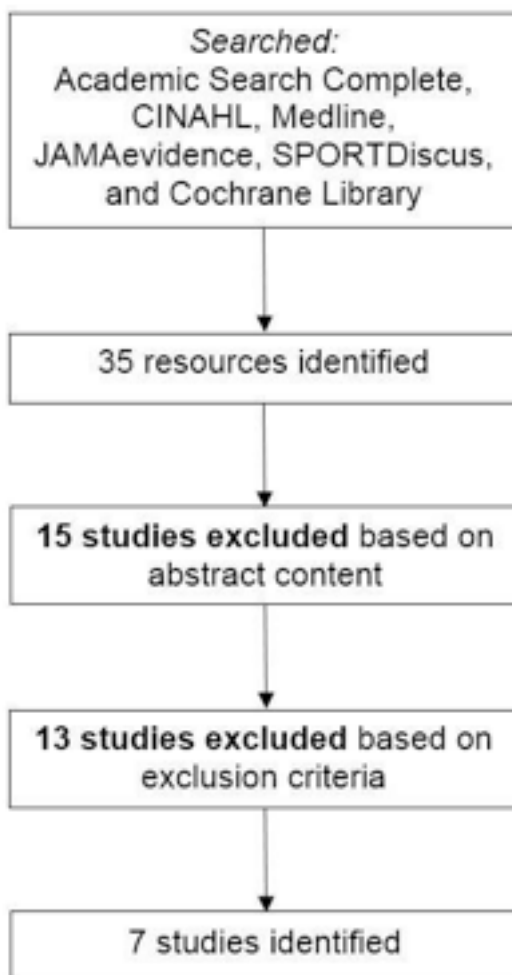 Searched:
Academic Search Complete,
CINAHL, Medline,
JAMAevidence, SPORTDiscus,
and Cochrane Library
35 resources identified
15 studies excluded based on
abstract content
13 studies excluded based on
exclusion criteria
7 studies identified